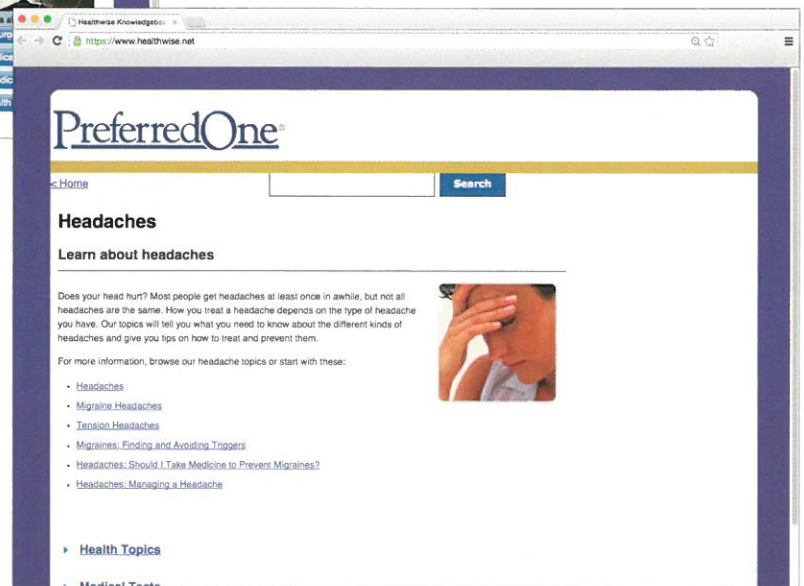 Healthwise Knowledgebas
https://www.healthwise.net
PreferredOne®
< Home
Search
Headaches
Learn about headaches
Does your head hurt? Most people get headaches at least once in awhile, but not all
headaches are the same. How you treat a headache depends on the type of headache
you have. Our topics will tell you what you need to know about the different kinds of
headaches and give you tips on how to treat and prevent them.
For more information, browse our headache topics or start with these:
• Headaches
• Migraine Headaches
• Tension Headaches
• Migraines: Finding and Avoiding Triggers
• Headaches: Should I Take Medicine to Prevent Migraines?
• Headaches: Managing a Headache
Health Topics
Medical Tests